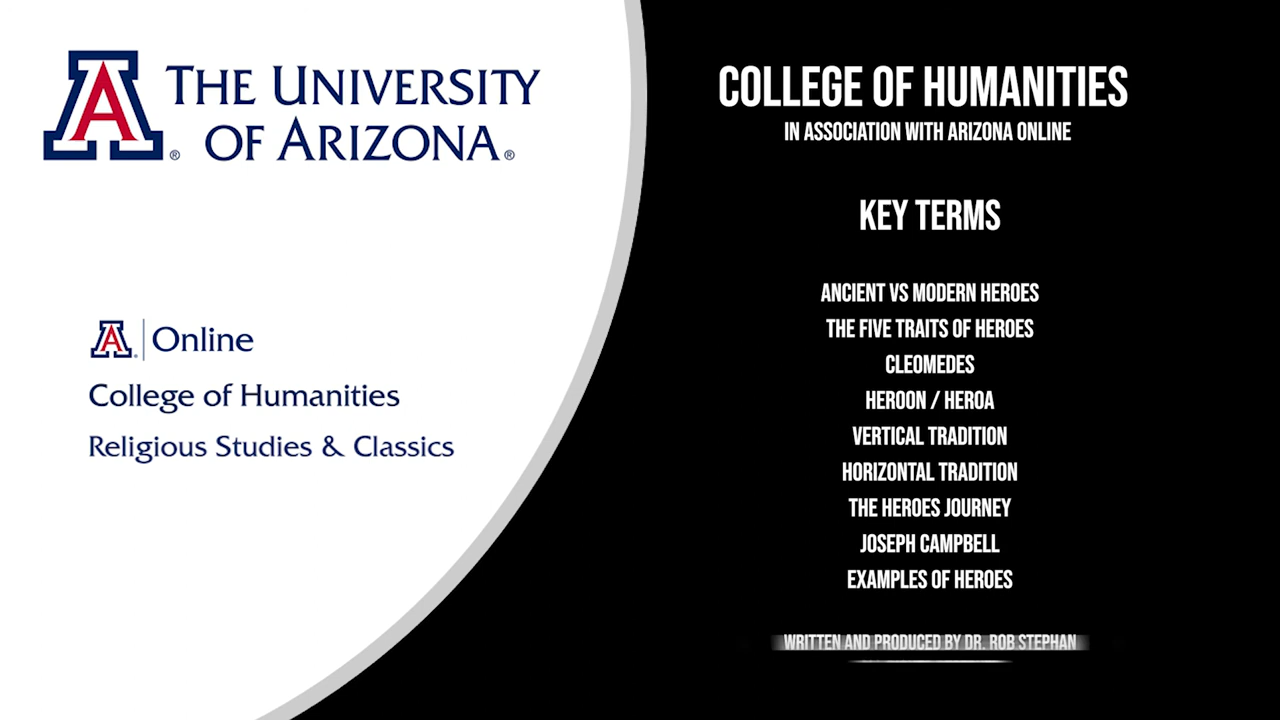 THE UNIVERSITY
OF ARIZONA
A
®
®
A
Online
College of Humanities
Religious Studies & Classics
COLLEGE OF HUMANITIES
IN ASSOCIATION WITH ARIZONA ONLINE
KEY TERMS
ANCIENT VS MODERN HEROES
THE FIVE TRAITS OF HEROES
CLEOMEDES
HEROON / HEROA
VERTICAL TRADITION
HORIZONTAL TRADITION
THE HEROES JOURNEY
JOSEPH CAMPBELL
EXAMPLES OF HEROES
WRITTEN AND PRODUCED BY DR. ROB STEPHAN